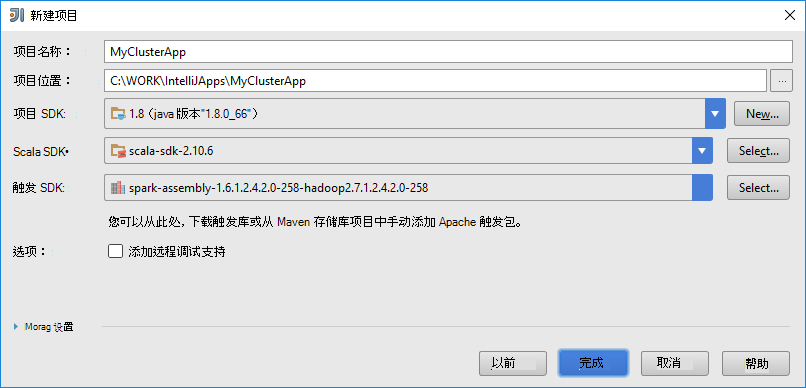 新建项目
项目名称：
MyClusterApp
项目位置：
C:\WORK\IntelliJApps\MyClusterApp
...
项目 SDK:
1.8（java 版本"1.8.0_66"）
New...
Scala SDK•
scala-sdk-2.10.6
Select...
触发 SDK:
spark-assembly-1.6.1.2.4.2.0-258-hadoop2.7.1.2.4.2.0-258
Select...
您可以从此处，下载触发库或从 Maven 存储库项目中手动添加 Apache 触发包。
选项：
添加远程调试支持
Morag 设置
以前
完成
取消
帮助